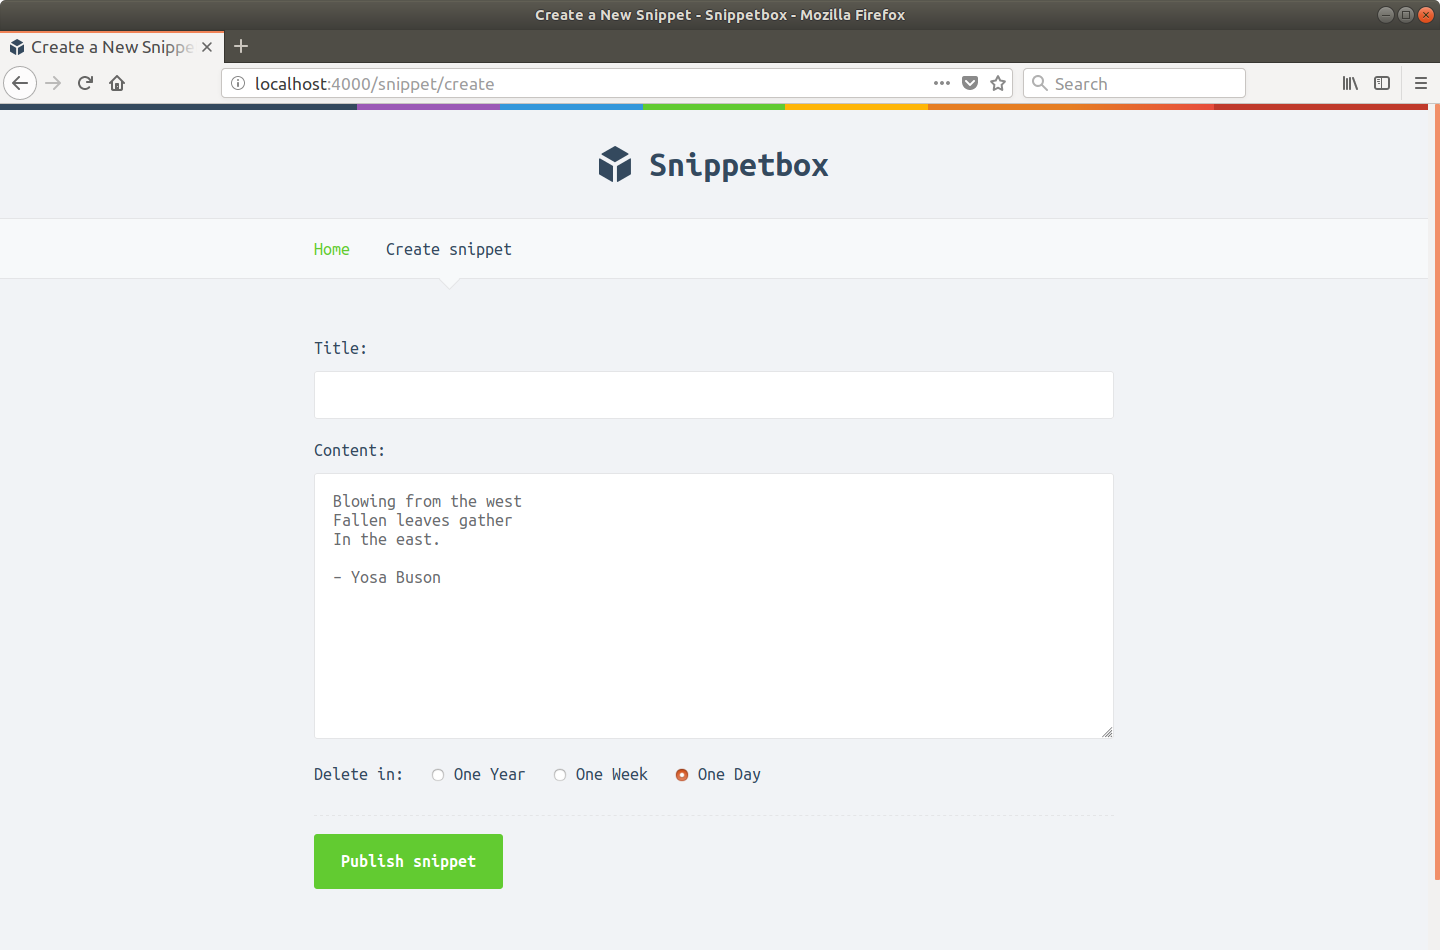 Create a New Snippet - Snippetbox - Mozilla Firefox
Create a New Snippe
localhost:4000/snippet/create
Search
Snippetbox
Home Create snippet
Title:
Content:
Blowing from the west
Fallen leaves gather
In the east.
- Yosa Buson
Delete in: One Year One Week One Day
Publish snippet